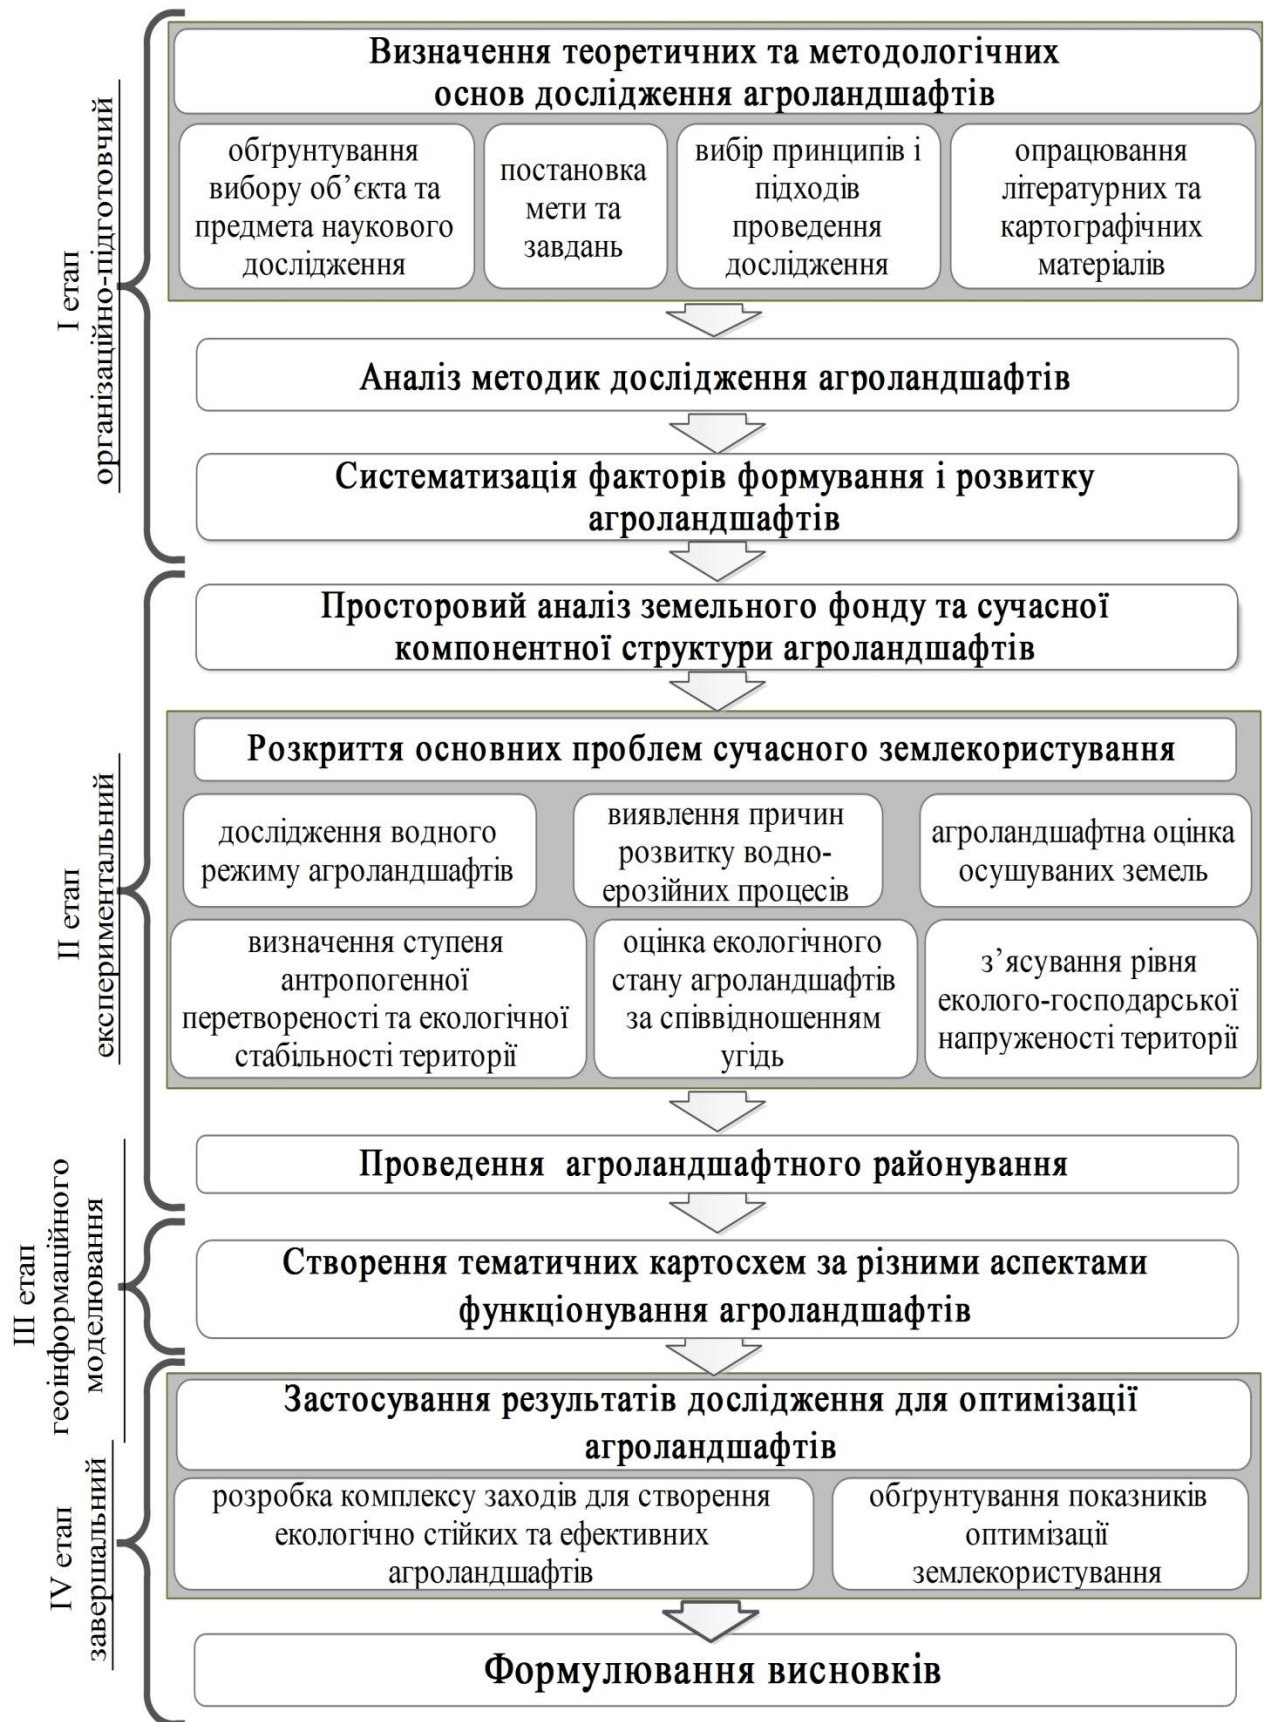 I етап
організаційно-підготовчий
Визначення теоретичних та методологічних
основ дослідження агроландшафтів
обґрунтування
вибору об’єкта та
предмета наукового
дослідження
постановка
мети та
завдань
вибір принципів і
підходів
проведення
дослідження
опрацювання
літературних та
картографічних
матеріалів
Аналіз методик дослідження агроландшафтів
Систематизація факторів формування і розвитку
агроландшафтів
II етап
експериментальний
Просторовий аналіз земельного фонду та сучасної
компонентної структури агроландшафтів
Розкриття основних проблем сучасного землекористування
дослідження водного
режиму агроландшафтів
виявлення причин
розвитку водно-
ерозійних процесів
агроландшафтна оцінка
осушуваних земель
визначення ступеня
антропогенної
перетвореності та екологічної
стабільності території
оцінка екологічного
стану агроландшафтів
за співвідношенням
угідь
з’ясування рівня
еколого-господарської
напруженості території
Проведення агроландшафтного районування
III етап
геоінформаційного
моделювання
Створення тематичних картосхем за різними аспектами
функціонування агроландшафтів
IV етап
завершальний
Застосування результатів дослідження для оптимізації
агроландшафтів
розробка комплексу заходів для створення
екологічно стійких та ефективних
агроландшафтів
обґрунтування показників
оптимізації
землекористування
Формулювання висновків